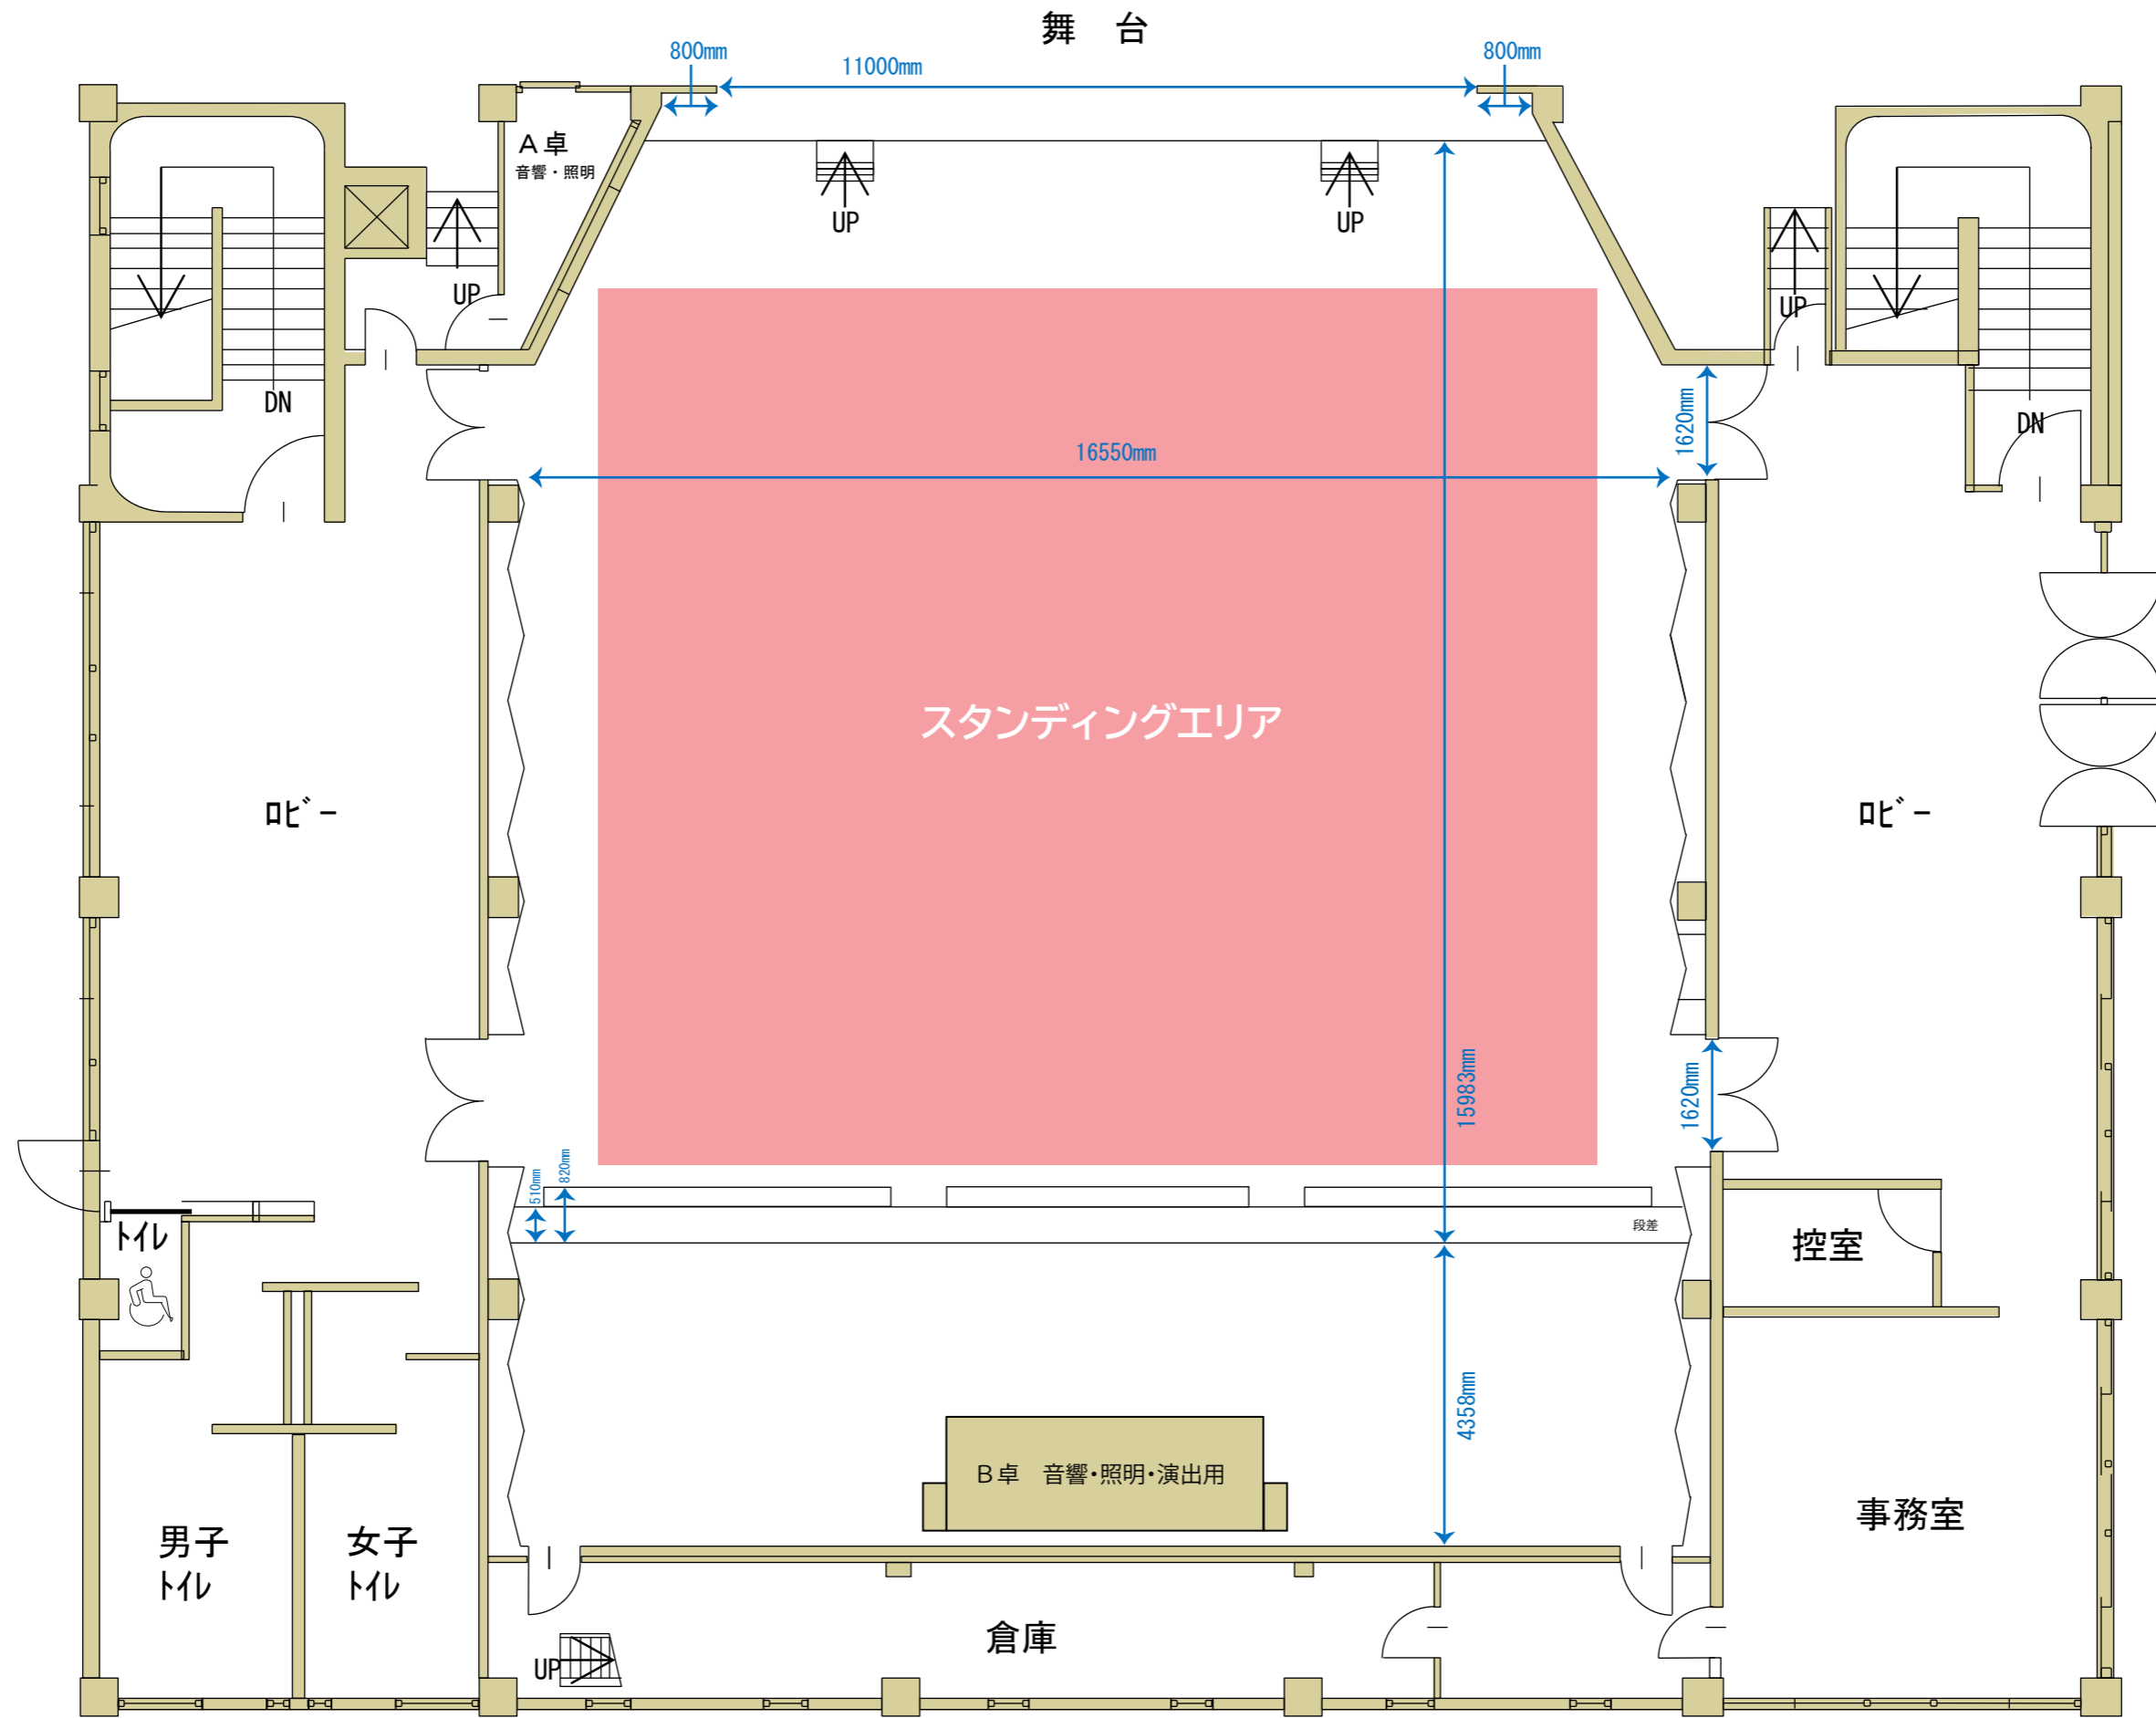 舞 台
800mm
11000mm
800mm
A卓
音響・照明
UP
UP
UP
UP
DN
DN
1620mm
16550mm
スタンディングエリア
ロビー
ロビー
15983mm
1620mm
510mm
820mm
段差
トイレ
控室
4358mm
B卓 音響・照明・演出用
男子
トイレ
女子
トイレ
事務室
倉庫
UP